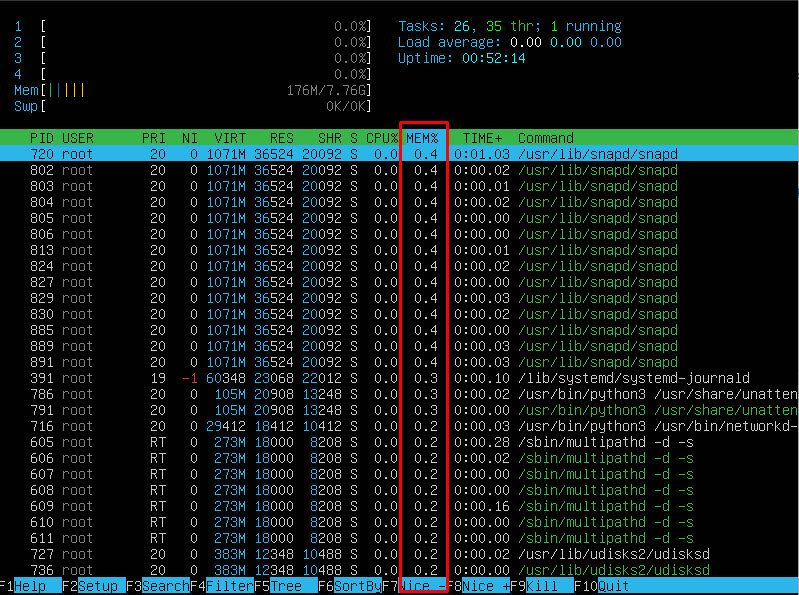 1 [ 0.0%] Tasks: 26, 35 thr; 1 running
2 [ 0.0%] Load average: 0.00 0.00 0.00
3 [ 0.0%] Uptime: 00:52:14
4 [ 0.0%]
Mem[||||| 176M/7.76G]
Swp[ 0K/0K]
PID USER PRI NI VIRT RES SHR S CPU% MEM% TIME+ Command
720 root 20 0 1071M 36524 20092 S 0.0 0.4 0:01.03 /usr/lib/snapd/snapd
802 root 20 0 1071M 36524 20092 S 0.0 0.4 0:00.02 /usr/lib/snapd/snapd
803 root 20 0 1071M 36524 20092 S 0.0 0.4 0:00.01 /usr/lib/snapd/snapd
804 root 20 0 1071M 36524 20092 S 0.0 0.4 0:00.02 /usr/lib/snapd/snapd
805 root 20 0 1071M 36524 20092 S 0.0 0.4 0:00.00 /usr/lib/snapd/snapd
806 root 20 0 1071M 36524 20092 S 0.0 0.4 0:00.00 /usr/lib/snapd/snapd
813 root 20 0 1071M 36524 20092 S 0.0 0.4 0:00.01 /usr/lib/snapd/snapd
824 root 20 0 1071M 36524 20092 S 0.0 0.4 0:00.02 /usr/lib/snapd/snapd
827 root 20 0 1071M 36524 20092 S 0.0 0.4 0:00.00 /usr/lib/snapd/snapd
829 root 20 0 1071M 36524 20092 S 0.0 0.4 0:00.03 /usr/lib/snapd/snapd
830 root 20 0 1071M 36524 20092 S 0.0 0.4 0:00.02 /usr/lib/snapd/snapd
885 root 20 0 1071M 36524 20092 S 0.0 0.4 0:00.00 /usr/lib/snapd/snapd
889 root 20 0 1071M 36524 20092 S 0.0 0.4 0:00.03 /usr/lib/snapd/snapd
891 root 20 0 1071M 36524 20092 S 0.0 0.4 0:00.03 /usr/lib/snapd/snapd
391 root 19 -1 60348 23068 22012 S 0.0 0.3 0:00.10 /lib/systemd/systemd-journald
786 root 20 0 105M 20908 13248 S 0.0 0.3 0:00.02 /usr/bin/python3 /usr/share/unatten
791 root 20 0 105M 20908 13248 S 0.0 0.3 0:00.00 /usr/bin/python3 /usr/share/unatten
716 root 20 0 29412 18412 10412 S 0.0 0.2 0:00.03 /usr/bin/python3 /usr/bin/networkd-
605 root RT 0 273M 18000 8208 S 0.0 0.2 0:00.28 /sbin/multipathd -d -s
606 root RT 0 273M 18000 8208 S 0.0 0.2 0:00.02 /sbin/multipathd -d -s
607 root RT 0 273M 18000 8208 S 0.0 0.2 0:00.00 /sbin/multipathd -d -s
608 root RT 0 273M 18000 8208 S 0.0 0.2 0:00.00 /sbin/multipathd -d -s
609 root RT 0 273M 18000 8208 S 0.0 0.2 0:00.16 /sbin/multipathd -d -s
610 root RT 0 273M 18000 8208 S 0.0 0.2 0:00.00 /sbin/multipathd -d -s
611 root RT 0 273M 18000 8208 S 0.0 0.2 0:00.00 /sbin/multipathd -d -s
727 root 20 0 383M 12348 10488 S 0.0 0.2 0:00.02 /usr/lib/udisks2/udisksd
736 root 20 0 383M 12348 10488 S 0.0 0.2 0:00.00 /usr/lib/udisks2/udisksd
F1Help F2Setup F3SearchF4FilterF5Tree F6SortByF7Nice -F8Nice +F9Kill F10Quit